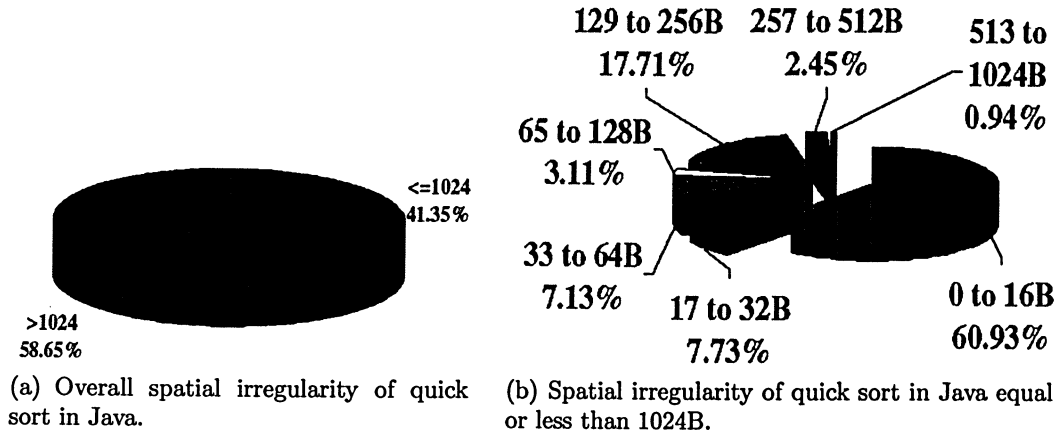 129 to 256B
17.71%
257 to 512B
2.45%
513 to
1024B
0.94%
65 to 128B
3.11%
<=1024
41.35%
33 to 64B
7.13%
17 to 32B
7.73%
0 to 16B
60.93%
>1024
58.65%
(a) Overall spatial irregularity of quick
sort in Java.
(b) Spatial irregularity of quick sort in Java equal
or less than 1024B.